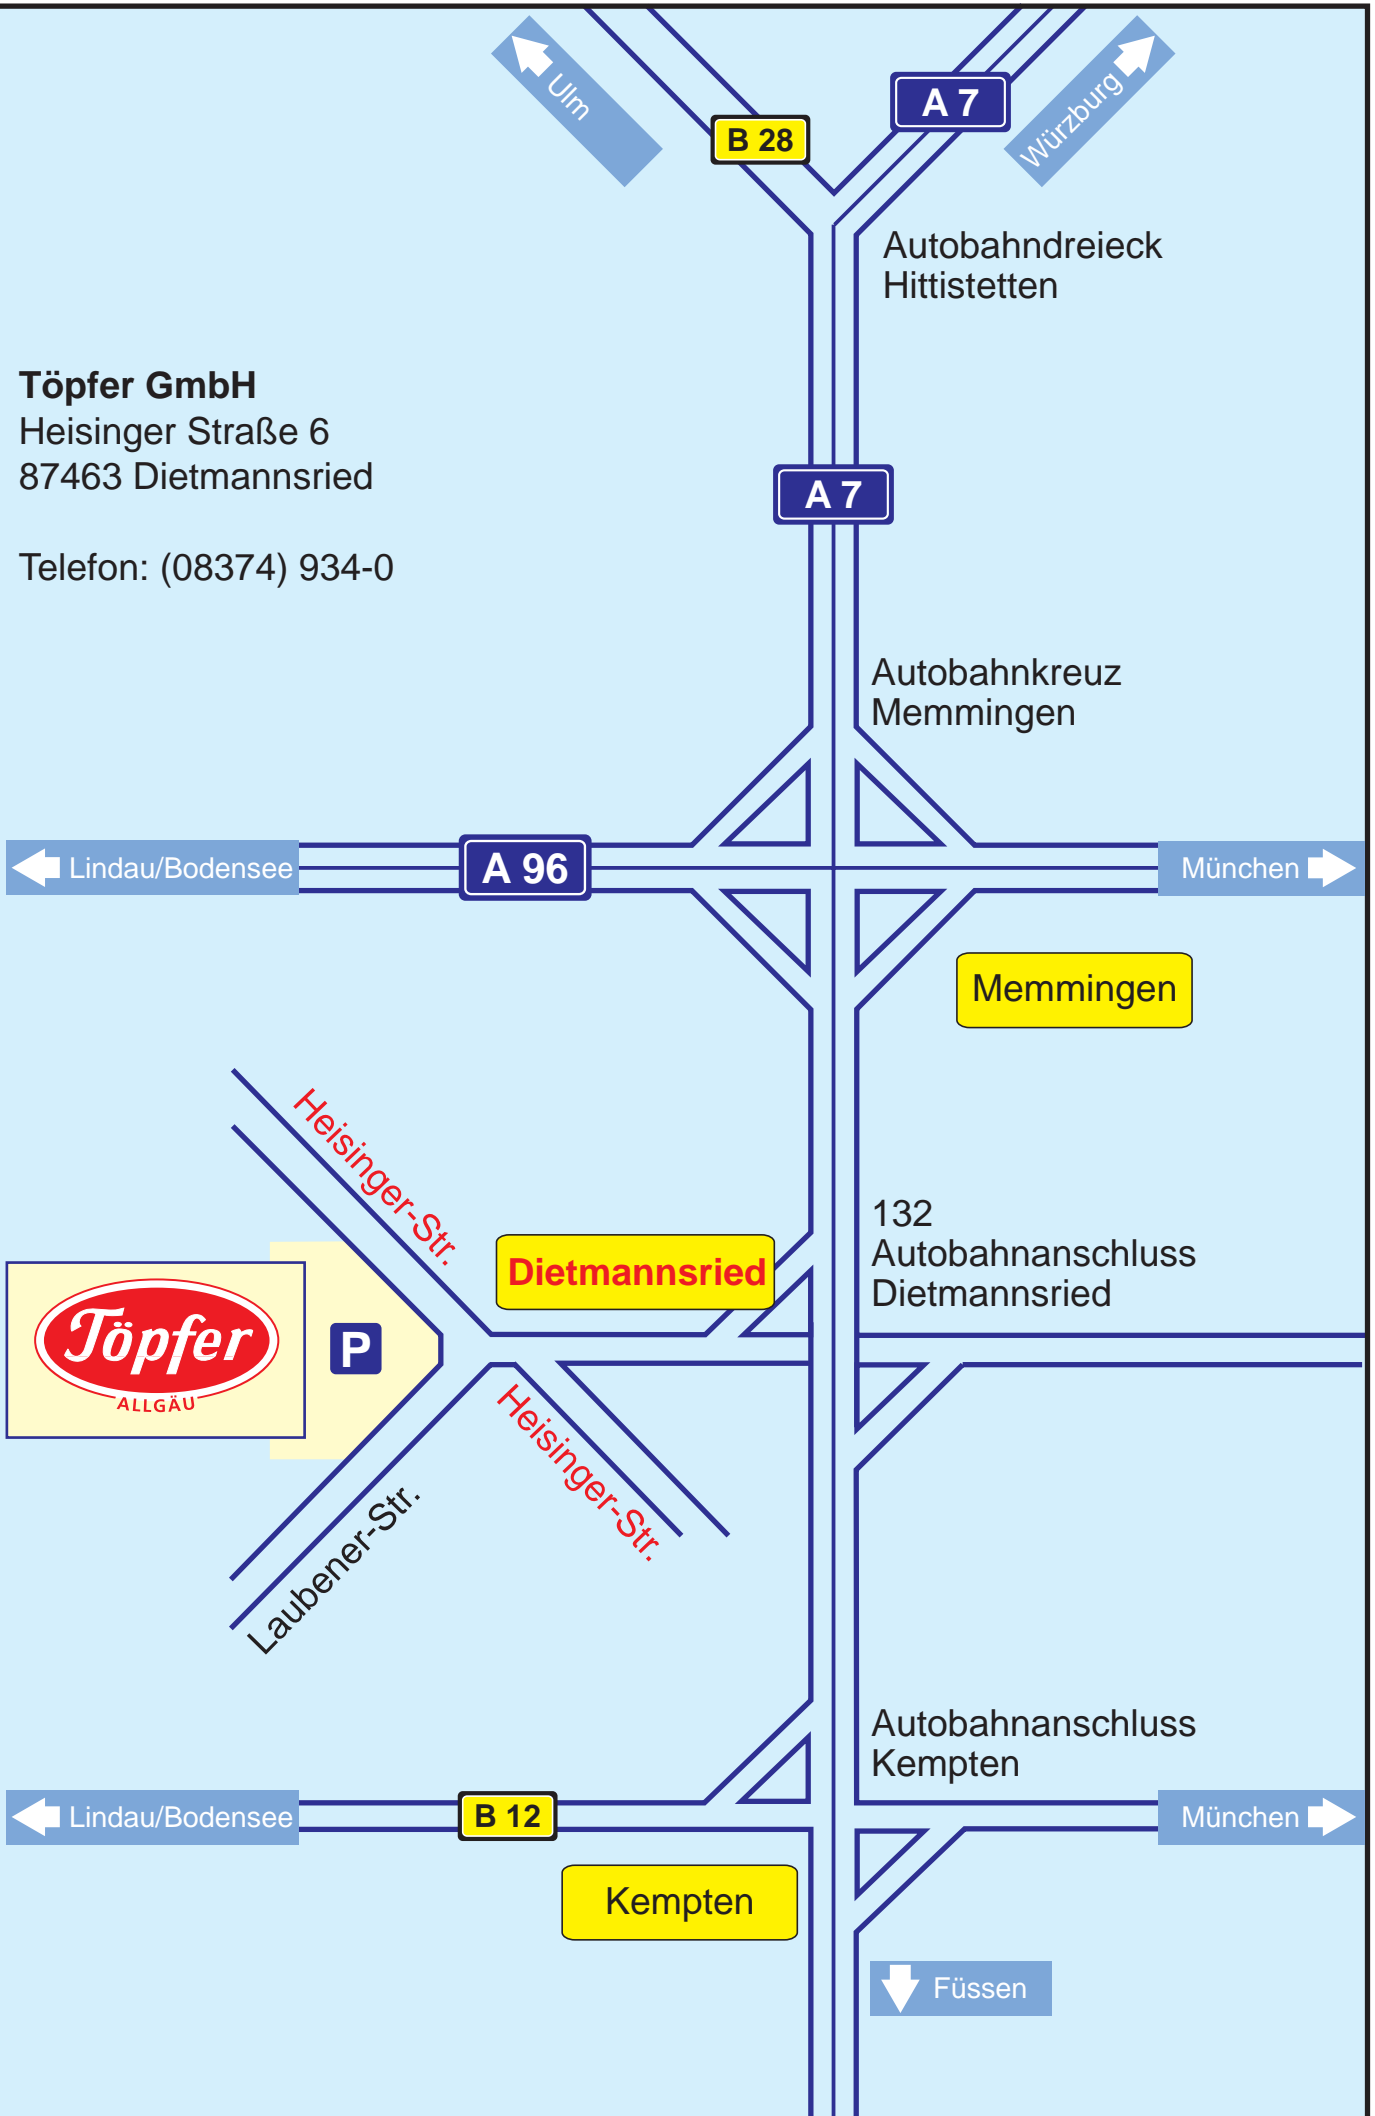 Ulm
A 7
Würzburg
B 28
Autobahndreieck
Hittistetten
Töpfer GmbH
Heisinger Straße 6
87463 Dietmannsried
Telefon: (08374) 934-0
A 7
Autobahnkreuz
Memmingen
Lindau/Bodensee
A 96
München
Memmingen
Heisinger-Str.
132
Autobahnanschluss
Dietmannsried
Dietmannsried
Töpfer
ALLGÄU
P
Heisinger-Str.
Laubener-Str.
Autobahnanschluss
Kempten
Lindau/Bodensee
B 12
München
Kempten
Füssen